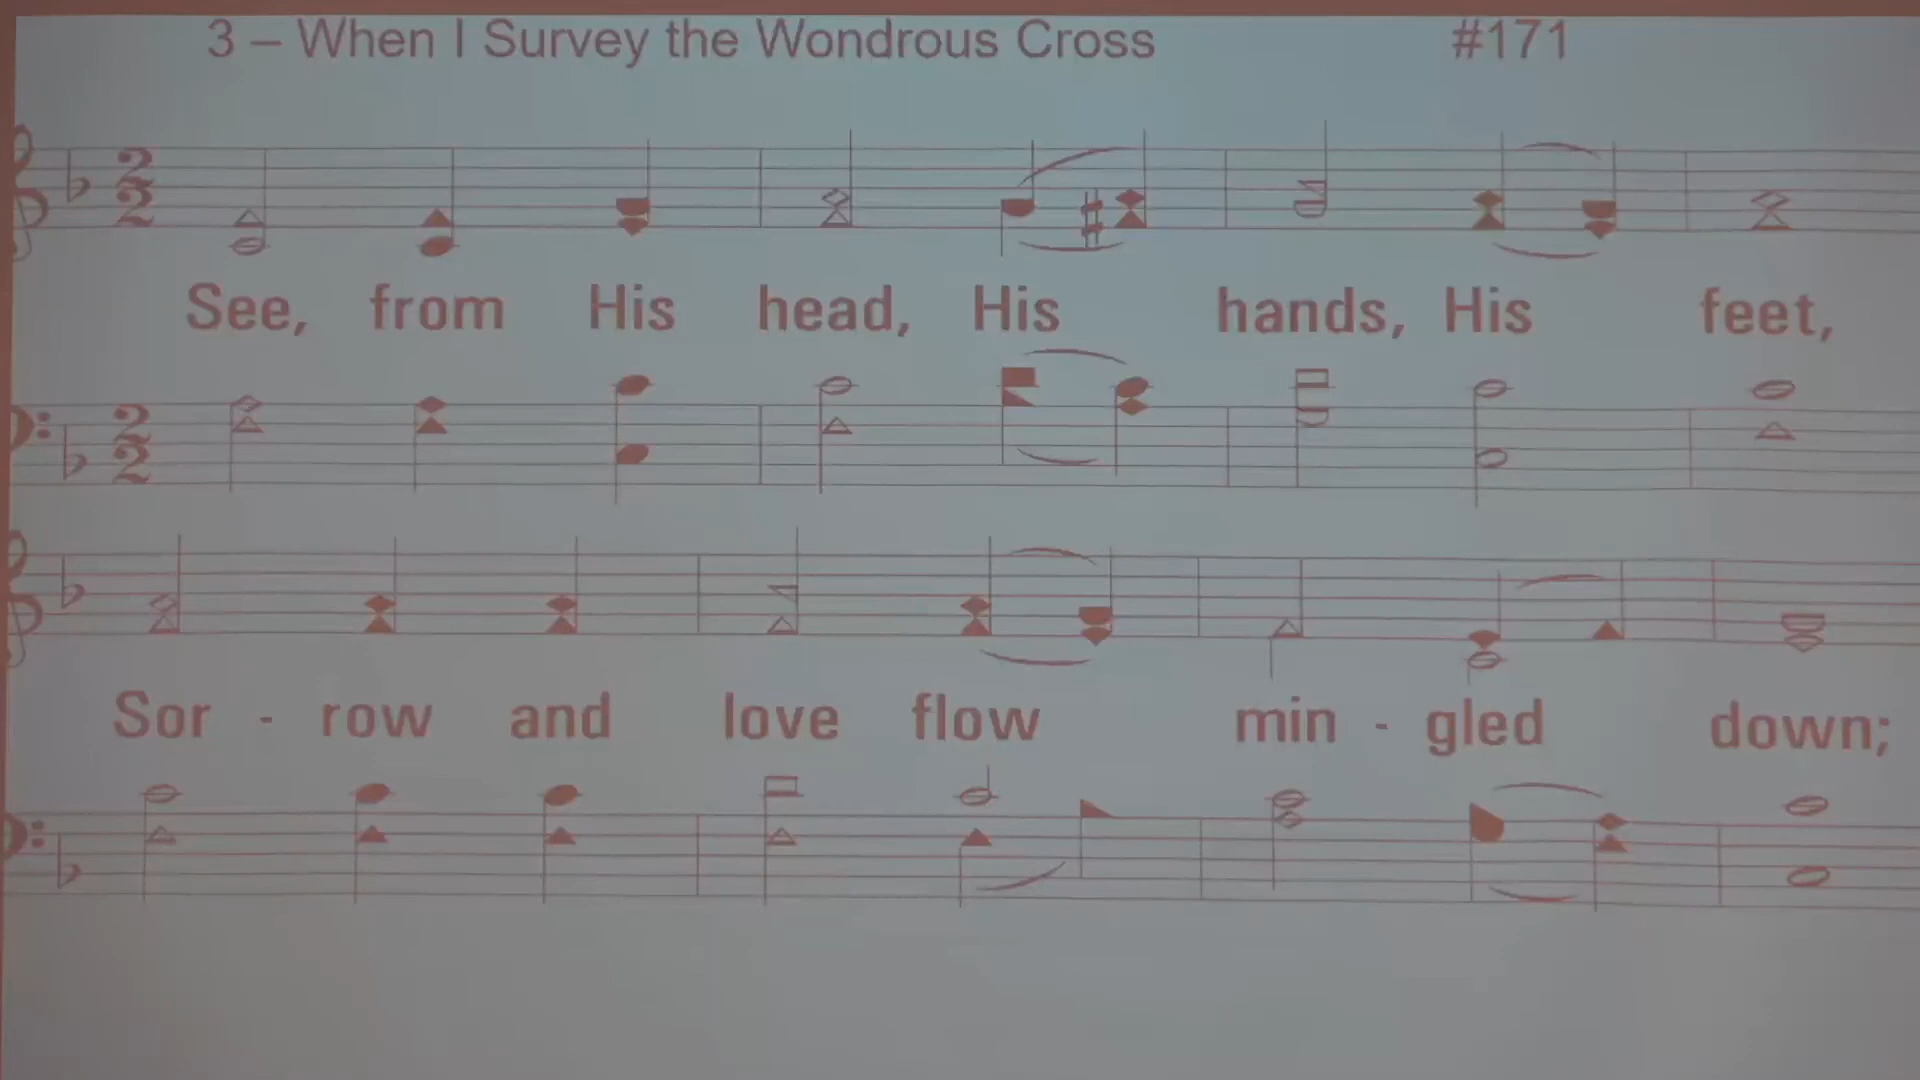 3 – When I Survey the Wondrous Cross #171
See, from His head, His hands, His feet,
Sor - row and love flow min - gled down;